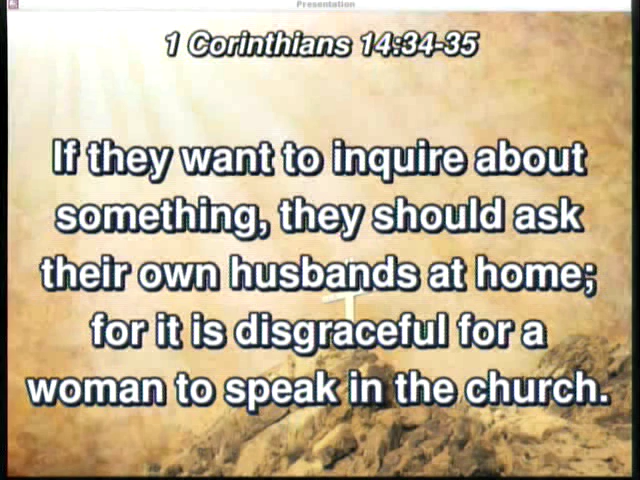 Presentation
1 Corinthians 14:34-35
If they want to inquire about
something, they should ask
their own husbands at home;
for it is disgraceful for a
woman to speak in the church.